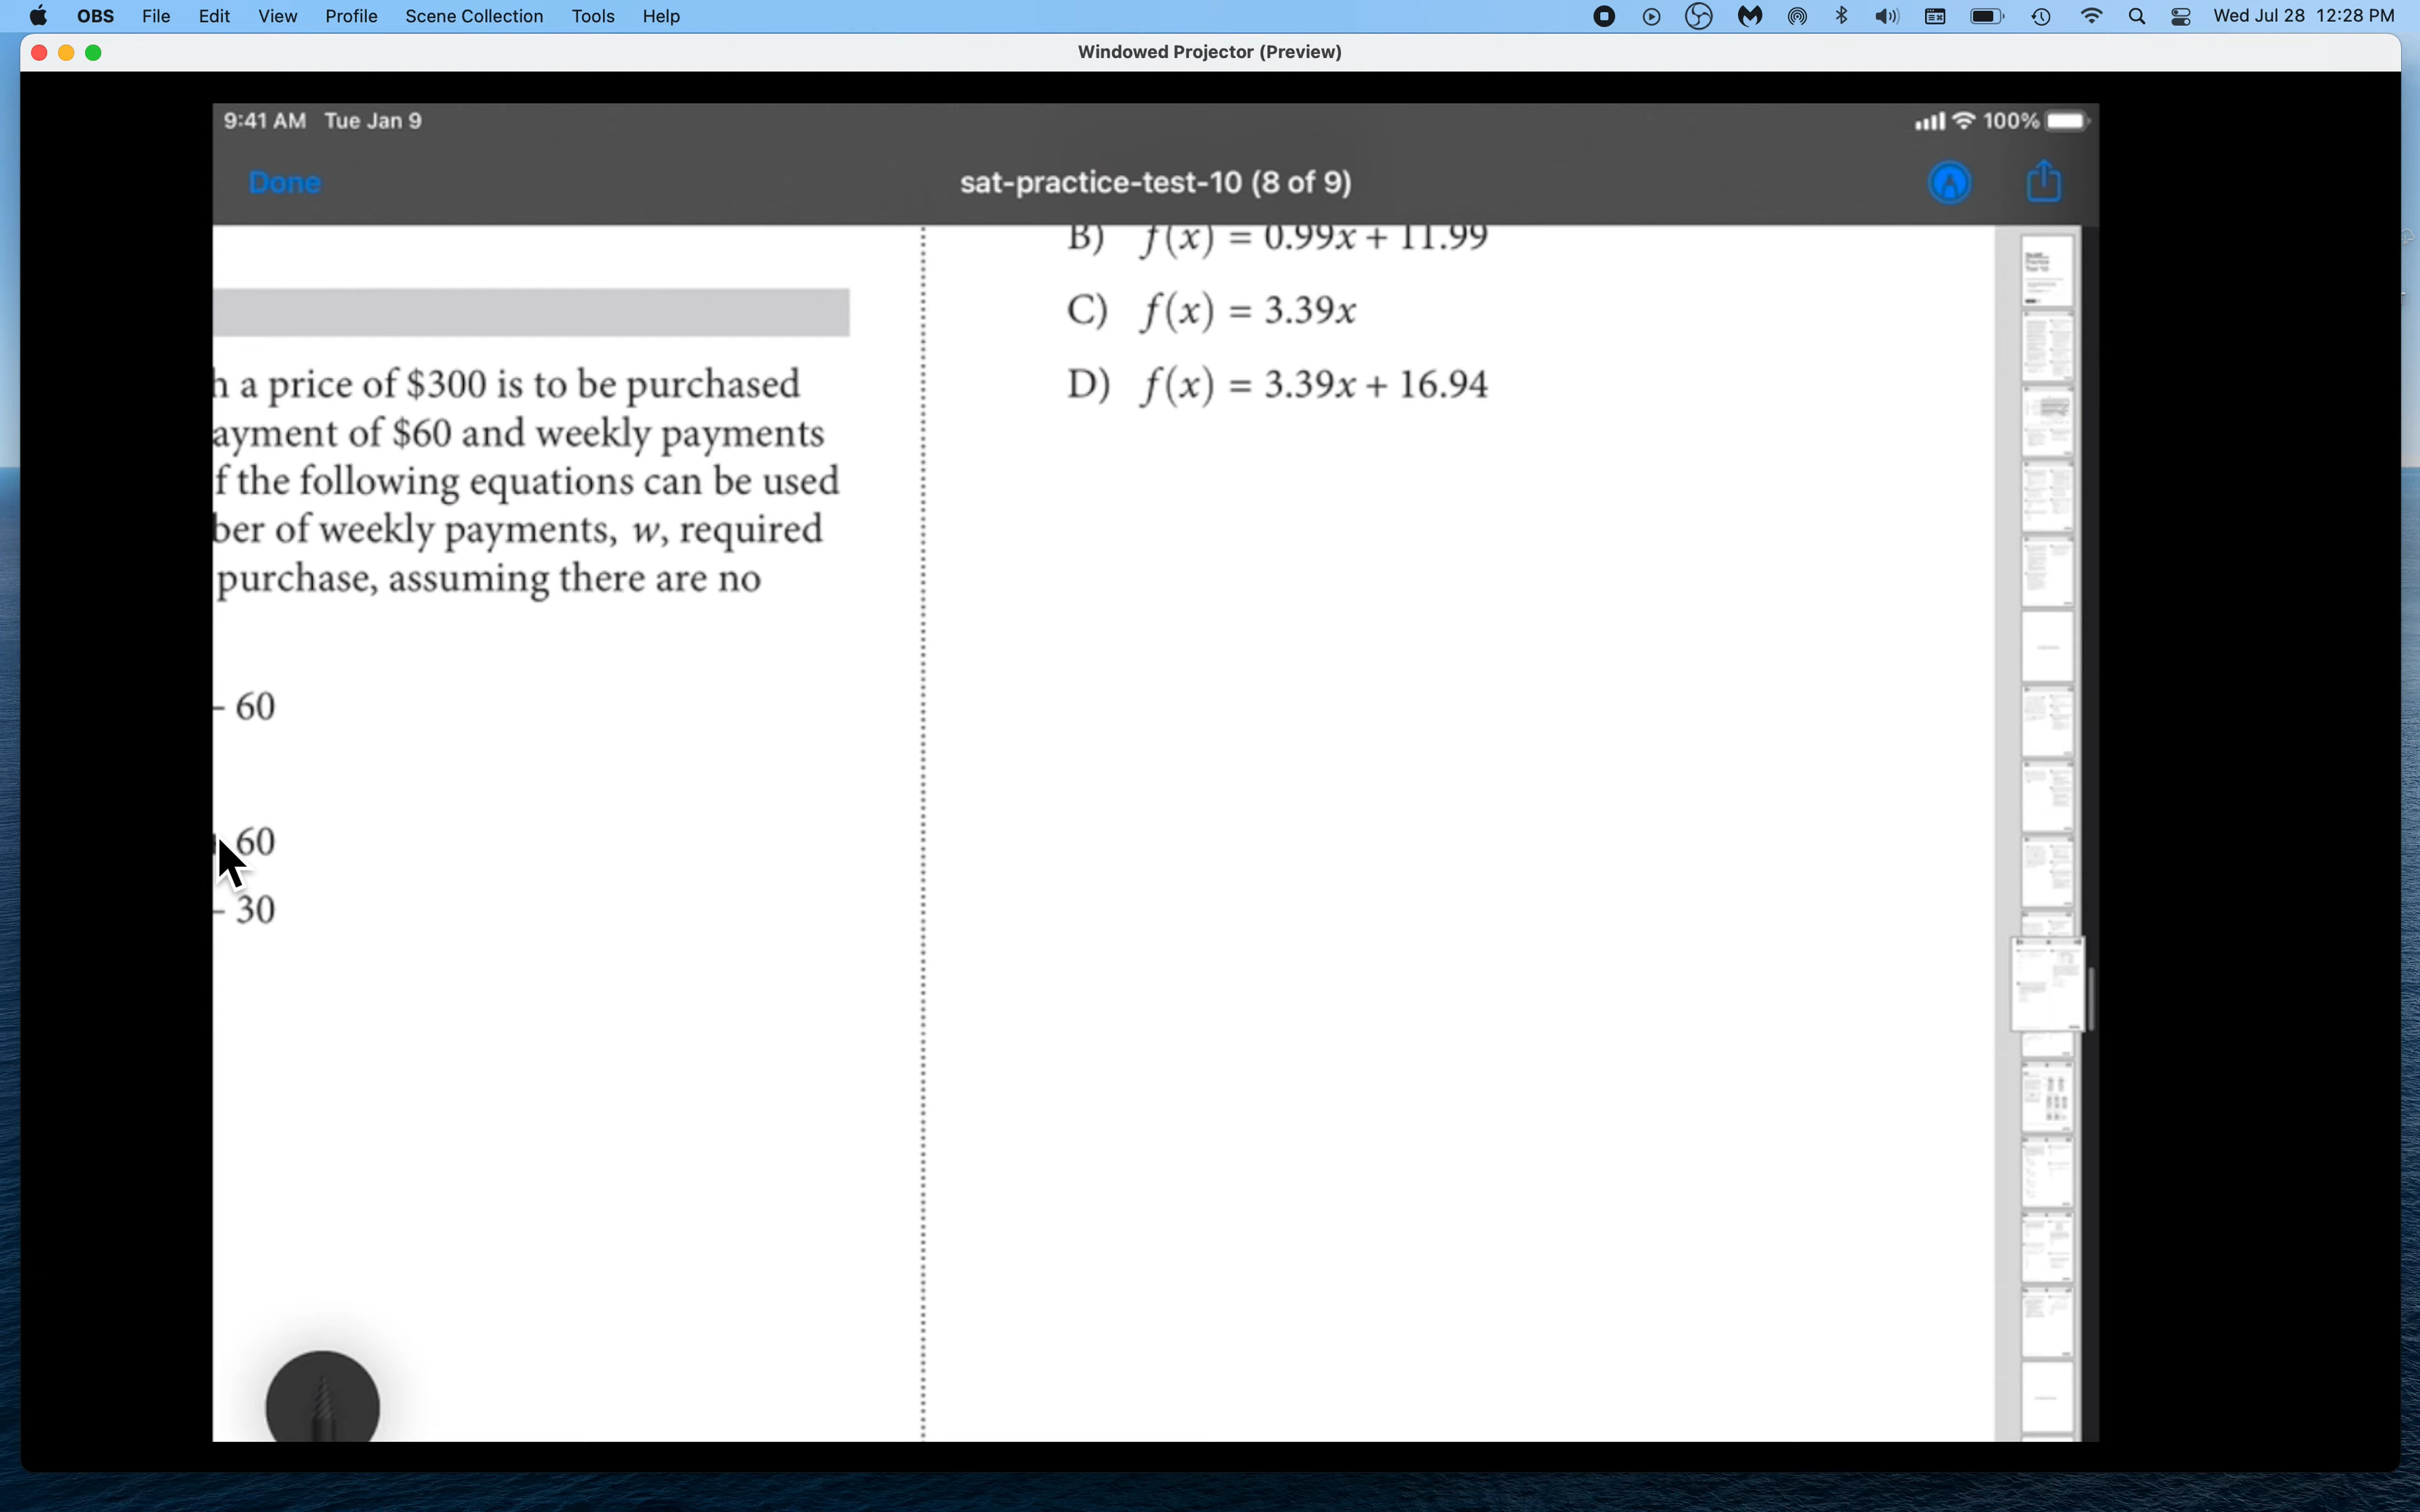 OBS File Edit View Profile Scene Collection Tools Help Wed Jul 28 12:28 PM
Windowed Projector (Preview)
9:41 AM Tue Jan 9 100%
Done sat-practice-test-10 (8 of 9)
h a price of $300 is to be purchased
ayment of $60 and weekly payments
f the following equations can be used
ber of weekly payments, w, required
purchase, assuming there are no
– 60
60
– 30
B) f(x) = 0.99x + 11.99
C) f(x) = 3.39x
D) f(x) = 3.39x + 16.94